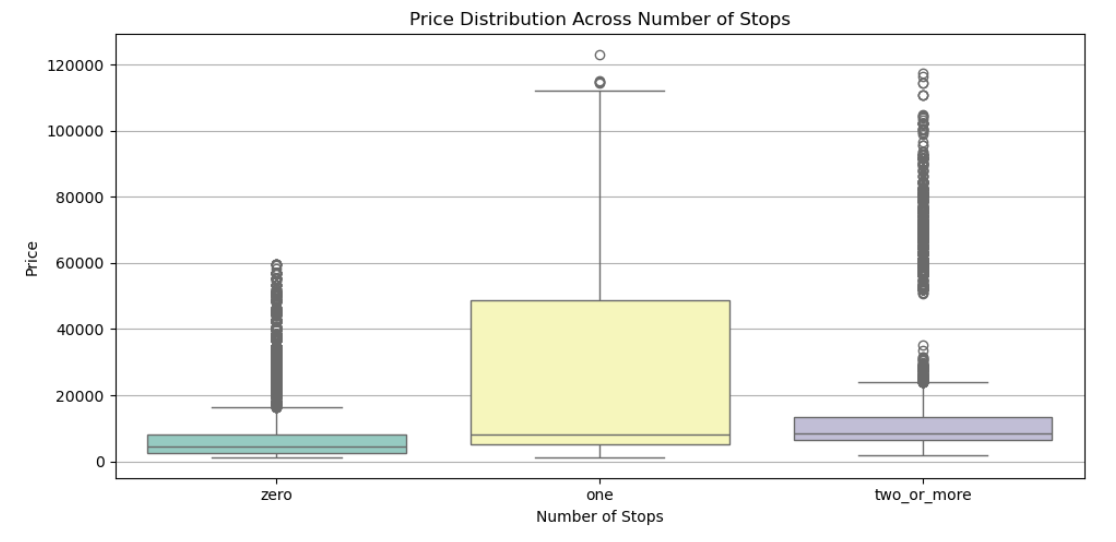 Price Distribution Across Number of Stops
Price
120000
100000
80000
60000
40000
20000
0
zero
one
two_or_more
Number of Stops